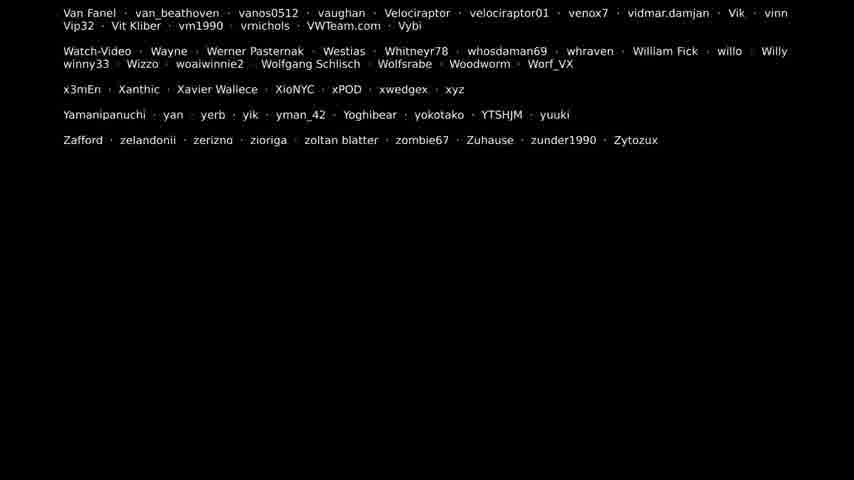 Van Fanel · van_beathoven · vanos0512 · vaughan · Velociraptor · velociraptor01 · venox7 · vidmar.damjan · Vik · vinn
Vip32 · Vit Kliber · vm1990 · vmichols · VWTeam.com · Vybi
Watch-Video · Wayne · Werner Pasternak · Westias · Whitneyr78 · whosdaman69 · whraven · William Fick · willo · Willy
winny33 · Wizzo · woaiwinnie2 · Wolfgang Schlisch · Wolfsrabe · Woodworm · Worf_VX
x3mEn · Xanthic · Xavier Wallece · XioNYC · xPOD · xwedgex · xyz
Yamanipanuchi · yan · yerb · yik · yman_42 · Yoghibear · yokotako · YTSHJM · yuuki
Zafford · zelandonii · zerizno · zioriga · zoltan blatter · zombie67 · Zuhause · zunder1990 · Zytozux